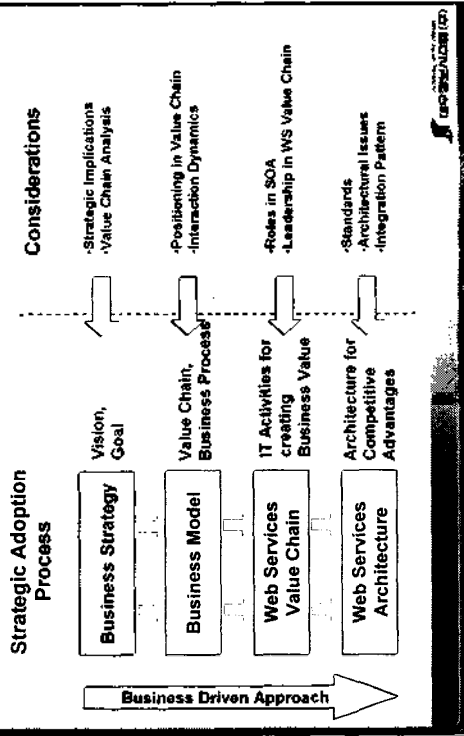 Strategic Adoption
Process
Considerations
Business Strategy
Vision,
Goal
•Strategic Implications
•Value Chain Analysis
Business Model
Value Chain,
Business Process
•Positioning in Value Chain
•Interaction Dynamics
Web Services
Value Chain
IT Activities for
creating
Business Value
•Roles in SOA
•Leadership in WS Value Chain
Web Services
Architecture
Architecture for
Competitive
Advantages
•Standards
•Architectural Issues
•Integration Pattern
Business Driven Approach